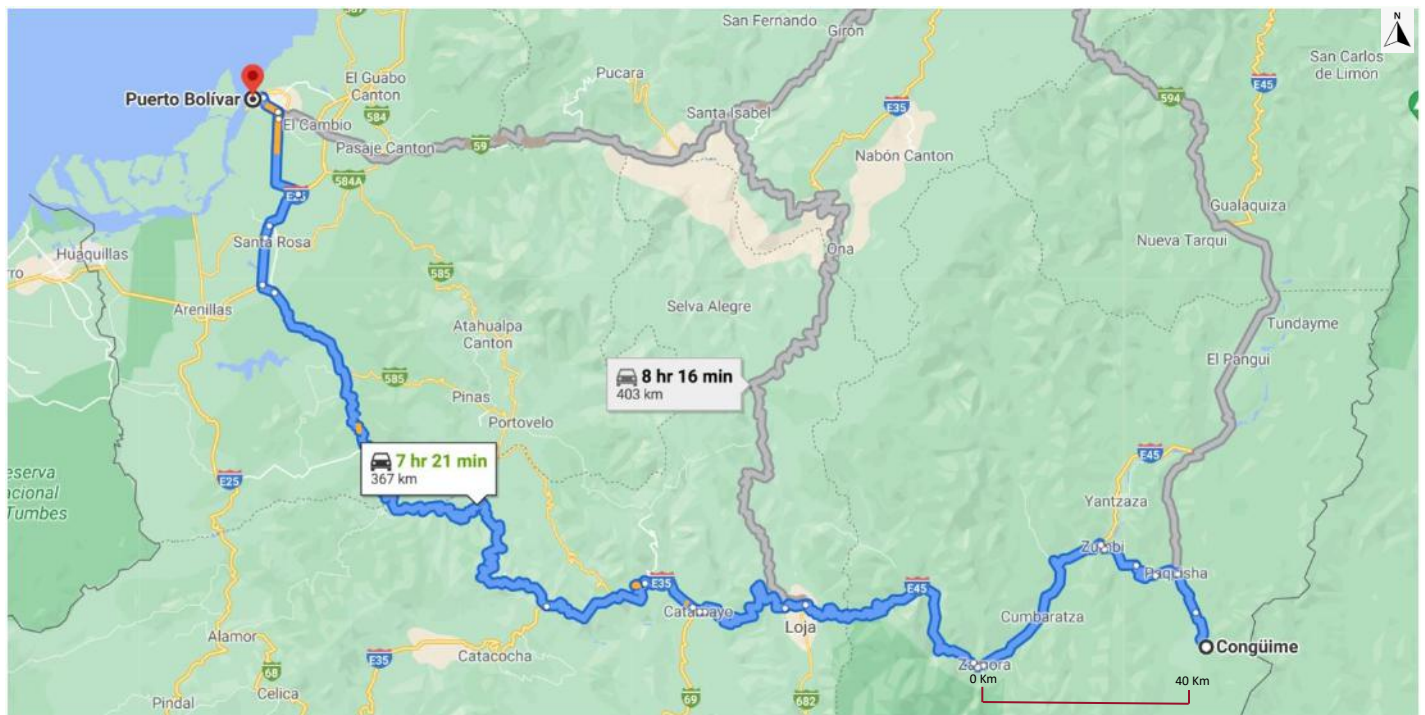 San Fernando
Girón
N
San Carlos
de Limón
El Guabo
Canton
Pucara
E45
594
E35
Puerto Bolívar
584
El Cambio
Santa Isabel
Pasaje Canton
59
Nabón Canton
584A
E25
Gualaquiza
Nueva Tarqui
Santa Rosa
Huaquillas
Ona
585
Arenillas
Selva Alegre
Tundayme
Atahualpa
Canton
El Pangui
8 hr 16 min
403 km
585
Pinas
Portovelo
7 hr 21 min
367 km
E45
E25
Yantzaza
Zumbi
Paquisha
E35
E45
Catamayo
Cumbaratza
Loja
Alamor
Catacocha
Congüime
E35
Zamora
68
0 Km
40 Km
Celica
69
682
Pindal